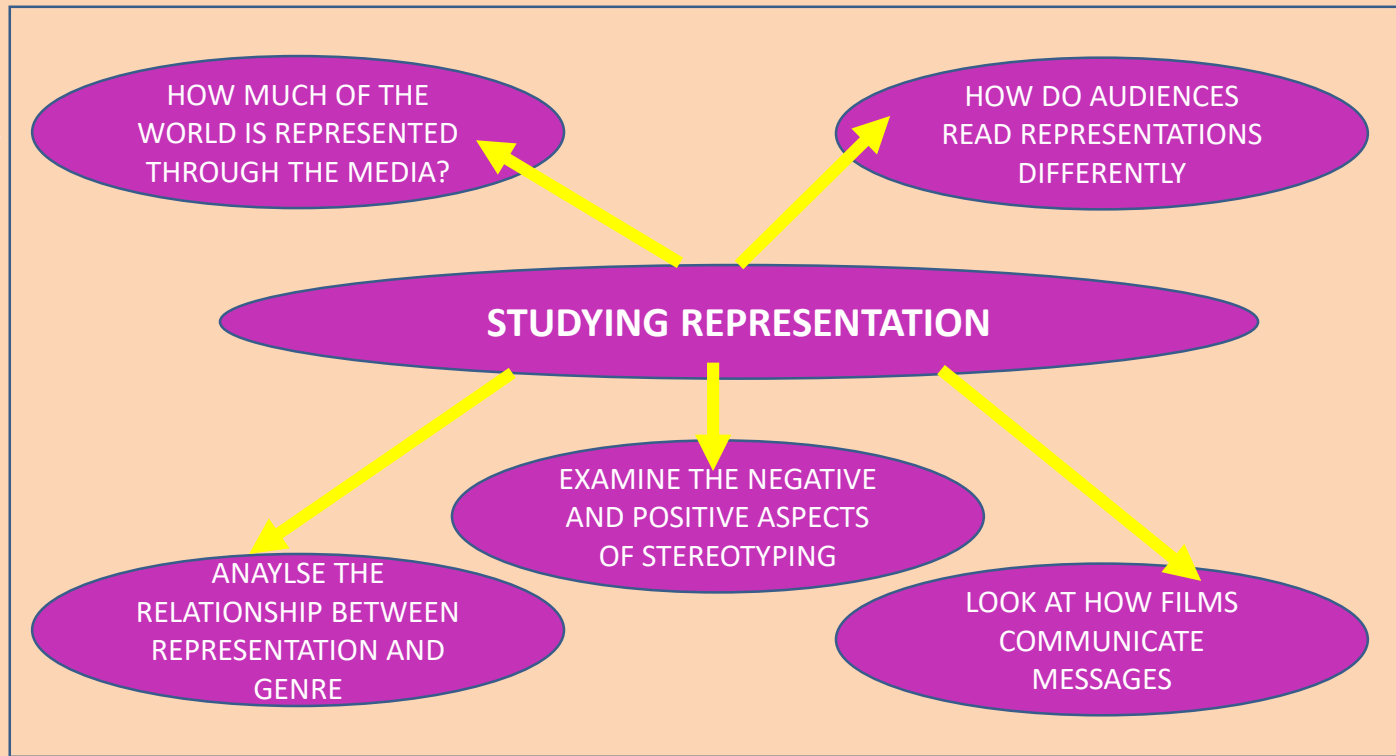 HOW MUCH OF THE
WORLD IS REPRESENTED
THROUGH THE MEDIA?
HOW DO AUDIENCES
READ REPRESENTATIONS
DIFFERENTLY
STUDYING REPRESENTATION
EXAMINE THE NEGATIVE
AND POSITIVE ASPECTS
OF STEREOTYPING
ANAYLSE THE
RELATIONSHIP BETWEEN
REPRESENTATION AND
GENRE
LOOK AT HOW FILMS
COMMUNICATE
MESSAGES